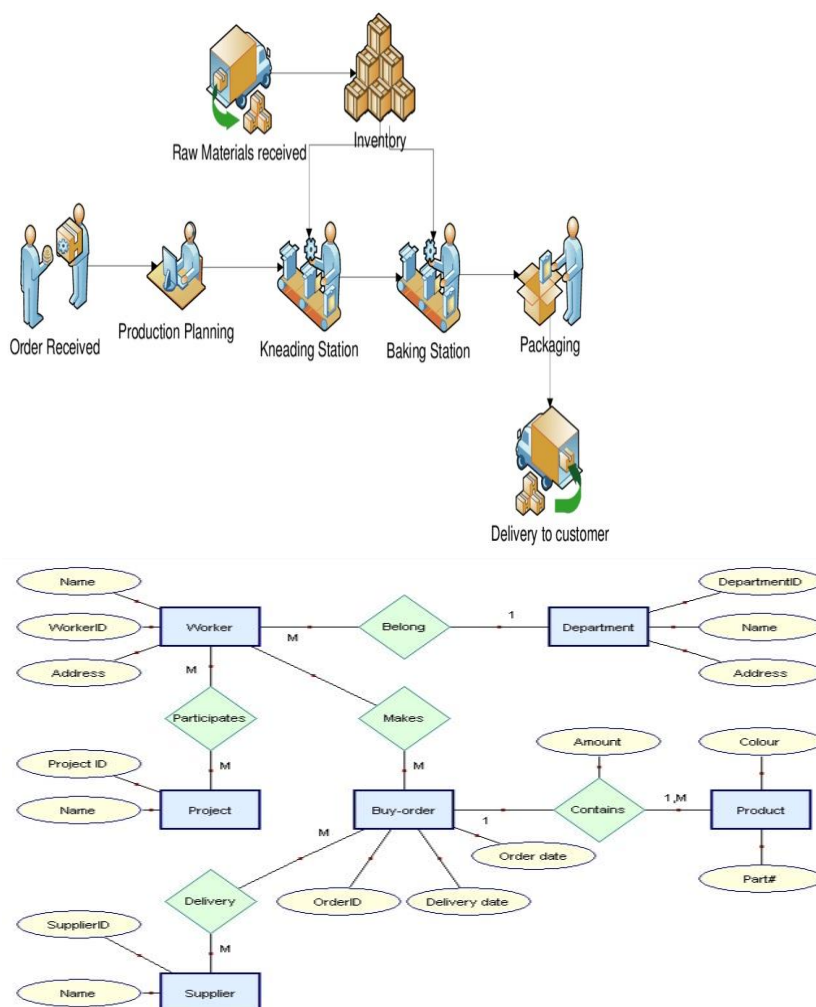 Raw Materials received
Inventory
Order Received
Production Planning
Kneading Station
Baking Station
Packaging
Delivery to customer
Name
DepartmentID
WorkerID
Worker
M
Belong
1
Department
Name
Address
M
Address
Participates
Makes
Amount
Colour
Project ID
M
M
Name
Project
Buy-order
Contains
1,M
Product
M
1
Order date
Delivery
OrderID
Delivery date
Part#
SupplierID
M
Name
Supplier